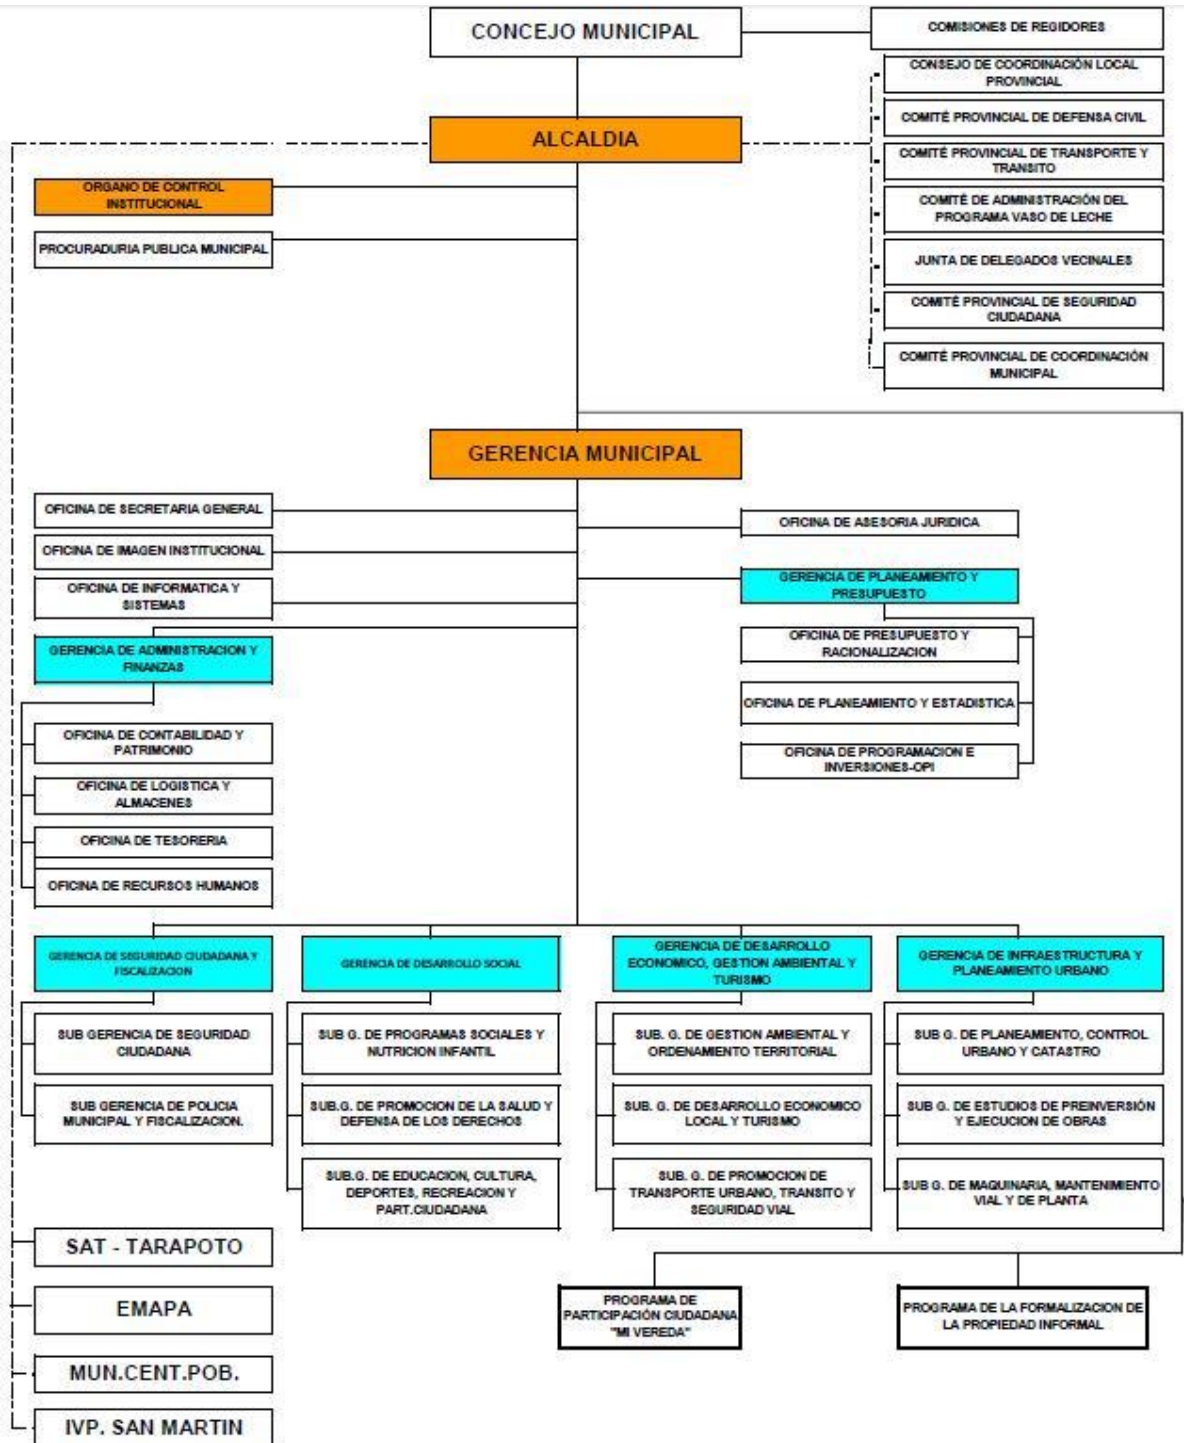 CONCEJO MUNICIPAL
COMISIONES DE REGIDORES
CONSEJO DE COORDINACIÓN LOCAL
PROVINCIAL
COMITÉ PROVINCIAL DE DEFENSA CIVIL
ALCALDIA
COMITÉ PROVINCIAL DE TRANSPORTE Y
TRANSITO
ORGANO DE CONTROL
INSTITUCIONAL
COMITÉ DE ADMINISTRACIÓN DEL
PROGRAMA VASO DE LECHE
PROCURADURIA PUBLICA MUNICIPAL
JUNTA DE DELEGADOS VECINALES
COMITÉ PROVINCIAL DE SEGURIDAD
CIUDADANA
COMITÉ PROVINCIAL DE COORDINACIÓN
MUNICIPAL
GERENCIA MUNICIPAL
OFICINA DE SECRETARIA GENERAL
OFICINA DE ASESORIA JURIDICA
OFICINA DE IMAGEN INSTITUCIONAL
OFICINA DE INFORMATICA Y
SISTEMAS
GERENCIA DE PLANEAMIENTO Y
PRESUPUESTO
GERENCIA DE ADMINISTRACION Y
FINANZAS
OFICINA DE PRESUPUESTO Y
RACIONALIZACION
OFICINA DE PLANEAMIENTO Y ESTADISTICA
OFICINA DE PROGRAMACION E
INVERSIONES-OPI
OFICINA DE CONTABILIDAD Y
PATRIMONIO
OFICINA DE LOGISTICA Y
ALMACENES
OFICINA DE TESORERIA
OFICINA DE RECURSOS HUMANOS
GERENCIA DE SEGURIDAD CIUDADANA Y
FISCALIZACION
GERENCIA DE DESARROLLO SOCIAL
GERENCIA DE DESARROLLO
ECONOMICO, GESTION AMBIENTAL Y
TURISMO
GERENCIA DE INFRAESTRUCTURA Y
PLANEAMIENTO URBANO
SUB GERENCIA DE SEGURIDAD
CIUDADANA
SUB G. DE PROGRAMAS SOCIALES Y
NUTRICION INFANTIL
SUB. G. DE GESTION AMBIENTAL Y
ORDENAMIENTO TERRITORIAL
SUB G. DE PLANEAMIENTO, CONTROL
URBANO Y CATASTRO
SUB GERENCIA DE POLICIA
MUNICIPAL Y FISCALIZACION.
SUB.G. DE PROMOCION DE LA SALUD Y
DEFENSA DE LOS DERECHOS
SUB. G. DE DESARROLLO ECONOMICO
LOCAL Y TURISMO
SUB G. DE ESTUDIOS DE PREINVERSIÓN
Y EJECUCION DE OBRAS
SUB.G. DE EDUCACION, CULTURA,
DEPORTES, RECREACION Y
PART.CIUDADANA
SUB. G. DE PROMOCION DE
TRANSPORTE URBANO, TRANSITO Y
SEGURIDAD VIAL
SUB G. DE MAQUINARIA, MANTENIMIENTO
VIAL Y DE PLANTA
SAT - TARAPOTO
EMAPA
MUN.CENT.POB.
IVP. SAN MARTIN
PROGRAMA DE
PARTICIPACIÓN CIUDADANA
"MI VEREDA"
PROGRAMA DE LA FORMALIZACION DE
LA PROPIEDAD INFORMAL